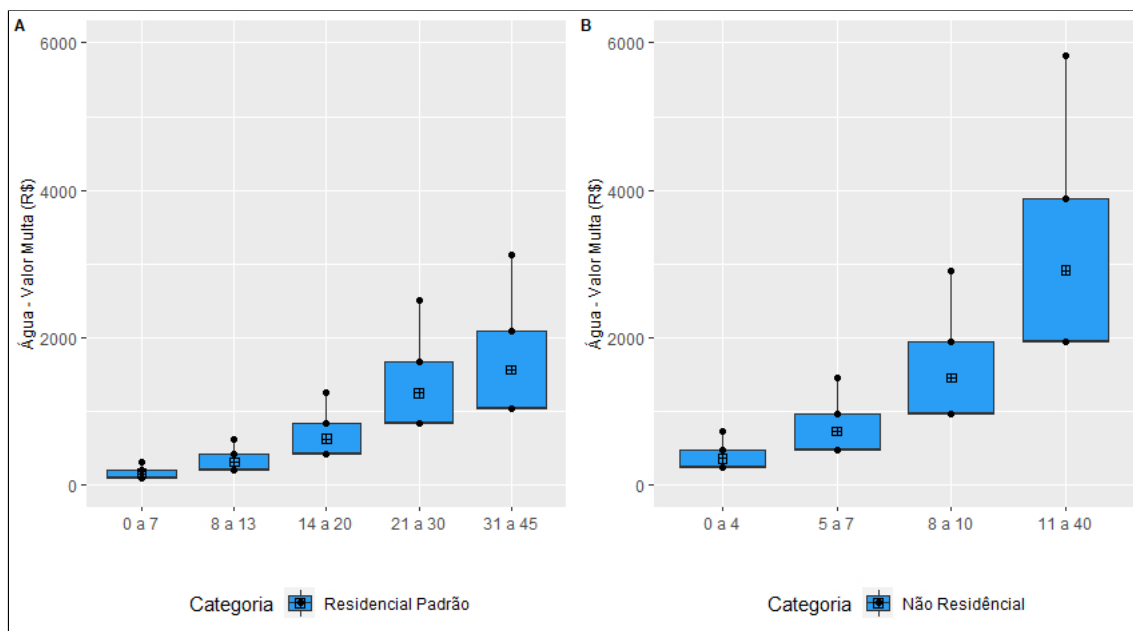 A
Água - Valor Multa (R$)
6000
4000
2000
0
0 a 7 8 a 13 14 a 20 21 a 30 31 a 45
Categoria Residencial Padrão
B
Água - Valor Multa (R$)
6000
4000
2000
0
0 a 4 5 a 7 8 a 10 11 a 40
Categoria Não Residêncial